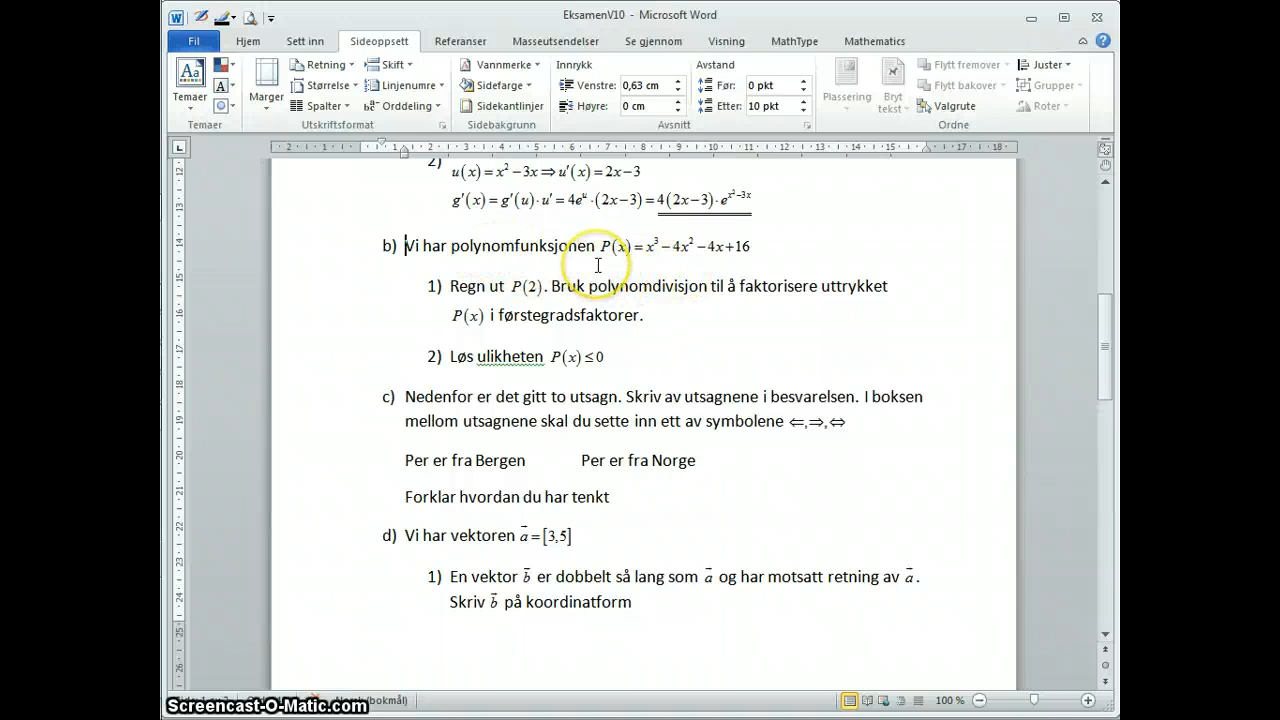 EksamenV10 - Microsoft Word
Fil Hjem Sett inn Sideoppsett Referanser Masseutsendelser Se gjennom Visning MathType Mathematics
Temaer
Temaer
Marger Retning Størrelse Spalter Skift Linjenumre Orddeling
Utskriftsformat
Vannmerke Sidefarge Sidekantlinjer
Sidebakgrunn
Innrykk Venstre: 0,63 cm Høyre: 0 cm
Avstand Før: 0 pkt Etter: 10 pkt
Avsnitt
Plassering Bryt tekst Flytt fremover Flytt bakover Valgrute Juster Grupper Roter
Ordne
2) u(x) = x² − 3x ⇒ u′(x) = 2x − 3
g′(x) = g′(u) · u′ = 4eᵘ · (2x − 3) = 4(2x − 3) · e^(x²−3x)
b) Vi har polynomfunksjonen P(x) = x³ − 4x² − 4x + 16
1) Regn ut P(2). Bruk polynomdivisjon til å faktorisere uttrykket
P(x) i førstegradsfaktorer.
2) Løs ulikheten P(x) ≤ 0
c) Nedenfor er det gitt to utsagn. Skriv av utsagnene i besvarelsen. I boksen
mellom utsagnene skal du sette inn ett av symbolene ⇐,⇒,⇔
Per er fra Bergen Per er fra Norge
Forklar hvordan du har tenkt
d) Vi har vektoren a⃗ = [3,5]
1) En vektor b⃗ er dobbelt så lang som a⃗ og har motsatt retning av a⃗.
Skriv b⃗ på koordinatform
100 %
Screencast-O-Matic.com